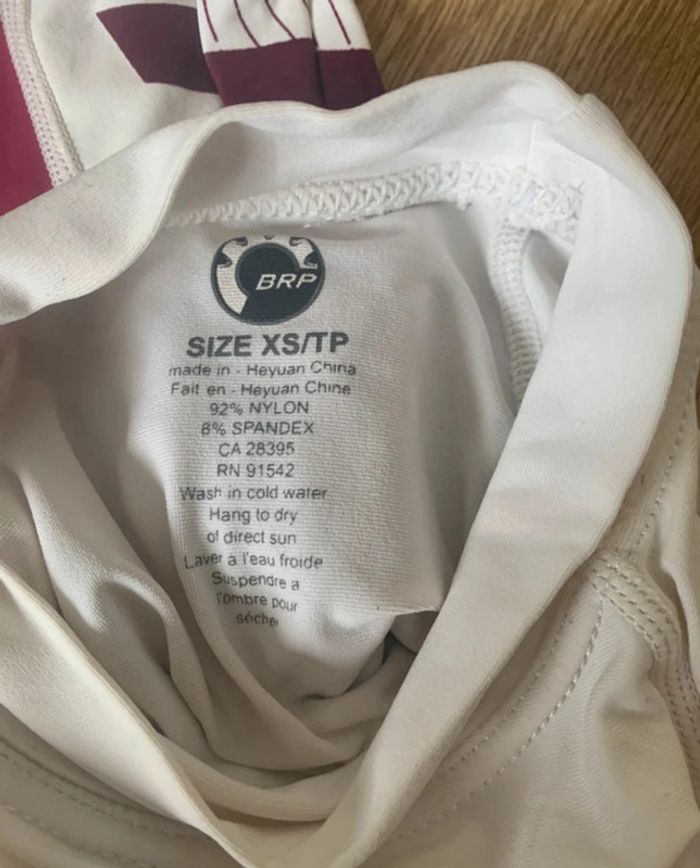 BRP
SIZE XS/TP
made in - Heyuan China
Fait en - Heyuan Chine
92% NYLON
8% SPANDEX
CA 28395
RN 91542
Wash in cold water
Hang to dry
of direct sun
Laver à l'eau froide
Suspendre a
l'ombre pour
séche